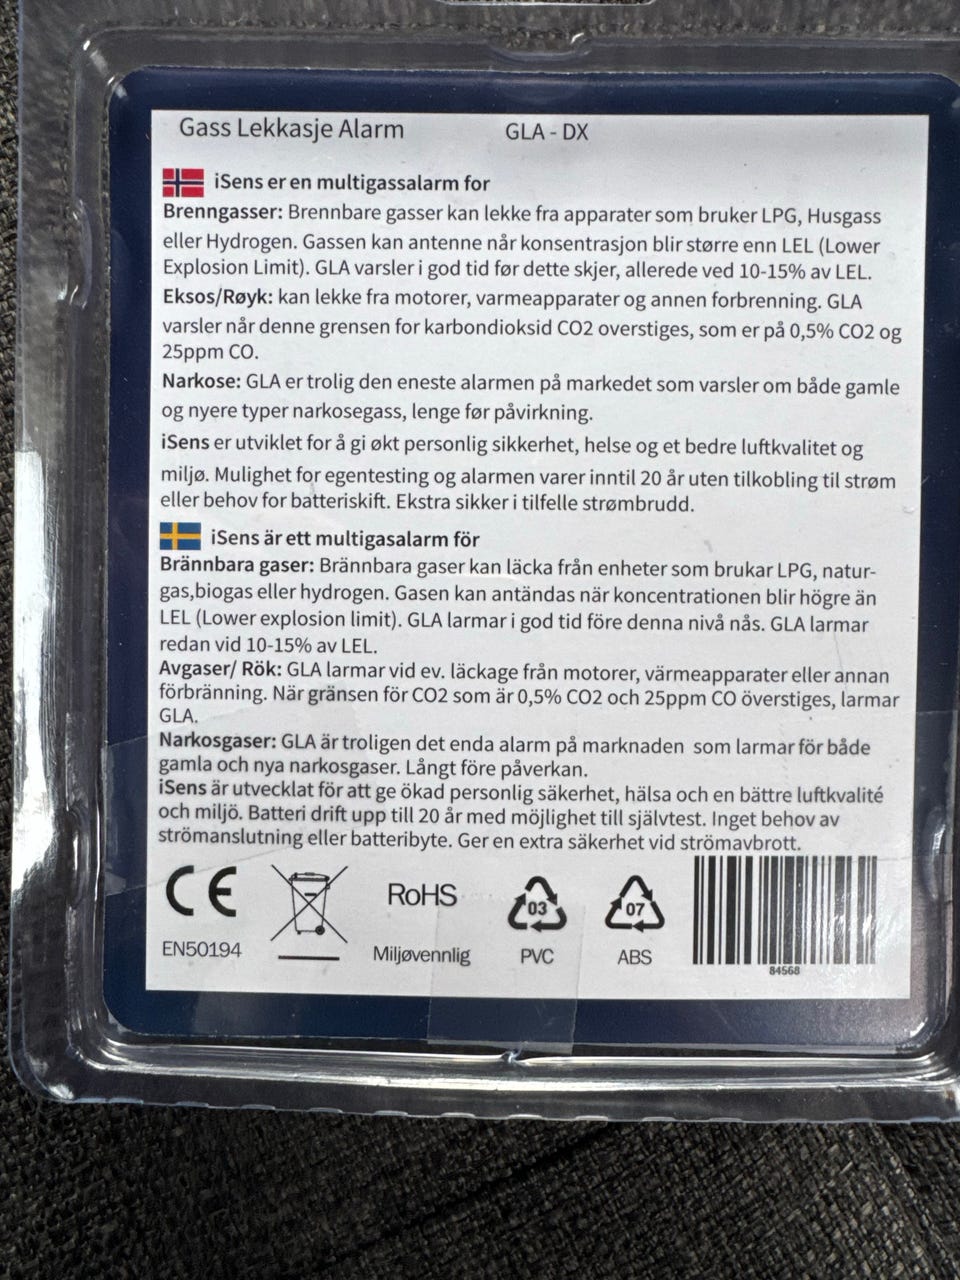 Gass Lekkasje Alarm GLA - DX
iSens er en multigassalarm for
Brenngasser: Brennbare gasser kan lekke fra apparater som bruker LPG, Husgass
eller Hydrogen. Gassen kan antenne når konsentrasjon blir større enn LEL (Lower
Explosion Limit). GLA varsler i god tid før dette skjer, allerede ved 10-15% av LEL.
Eksos/Røyk: kan lekke fra motorer, varmeapparater og annen forbrenning. GLA
varsler når denne grensen for karbondioksid CO2 overstiges, som er på 0,5% CO2 og
25ppm CO.
Narkose: GLA er trolig den eneste alarmen på markedet som varsler om både gamle
og nyere typer narkosegass, lenge før påvirkning.
iSens er utviklet for å gi økt personlig sikkerhet, helse og et bedre luftkvalitet og
miljø. Mulighet for egentesting og alarmen varer inntil 20 år uten tilkobling til strøm
eller behov for batteriskift. Ekstra sikker i tilfelle strømbrudd.
iSens är ett multigasalarm för
Brännbara gaser: Brännbara gaser kan läcka från enheter som brukar LPG, natur-
gas,biogas eller hydrogen. Gasen kan antändas när koncentrationen blir högre än
LEL (Lower explosion limit). GLA larmar i god tid före denna nivå nås. GLA larmar
redan vid 10-15% av LEL.
Avgaser/ Rök: GLA larmar vid ev. läckage från motorer, värmeapparater eller annan
förbränning. När gränsen för CO2 som är 0,5% CO2 och 25ppm CO överstiges, larmar
GLA.
Narkosgaser: GLA är troligen det enda alarm på marknaden som larmar för både
gamla och nya narkosgaser. Långt före påverkan.
iSens är utvecklat för att ge ökad personlig säkerhet, hälsa och en bättre luftkvalité
och miljö. Batteri drift upp till 20 år med möjlighet till självtest. Inget behov av
strömanslutning eller batteribyte. Ger en extra säkerhet vid strömavbrott.
CE RoHS 03 07
EN50194 Miljøvennlig PVC ABS 84568